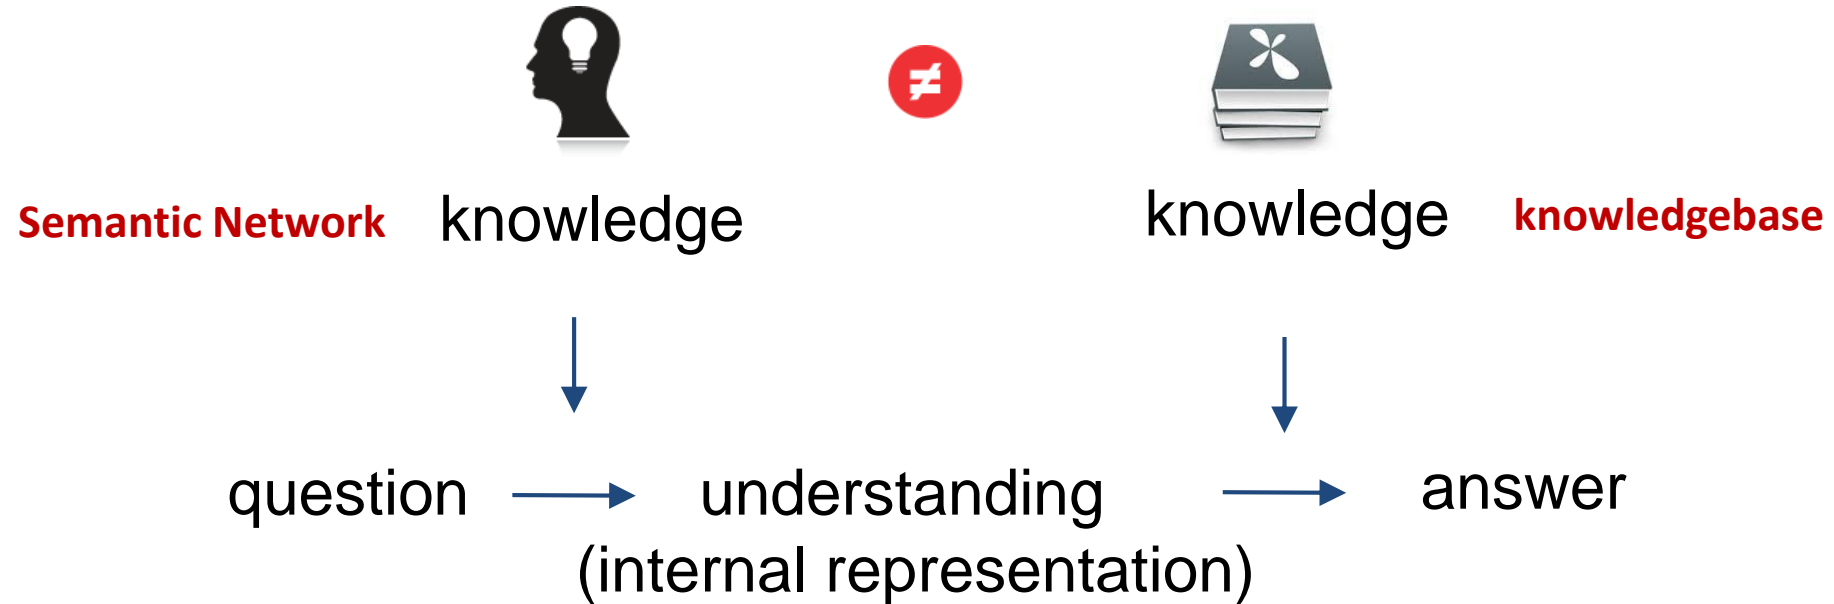 ≠
Semantic Network knowledge knowledge knowledgebase
question understanding answer
(internal representation)